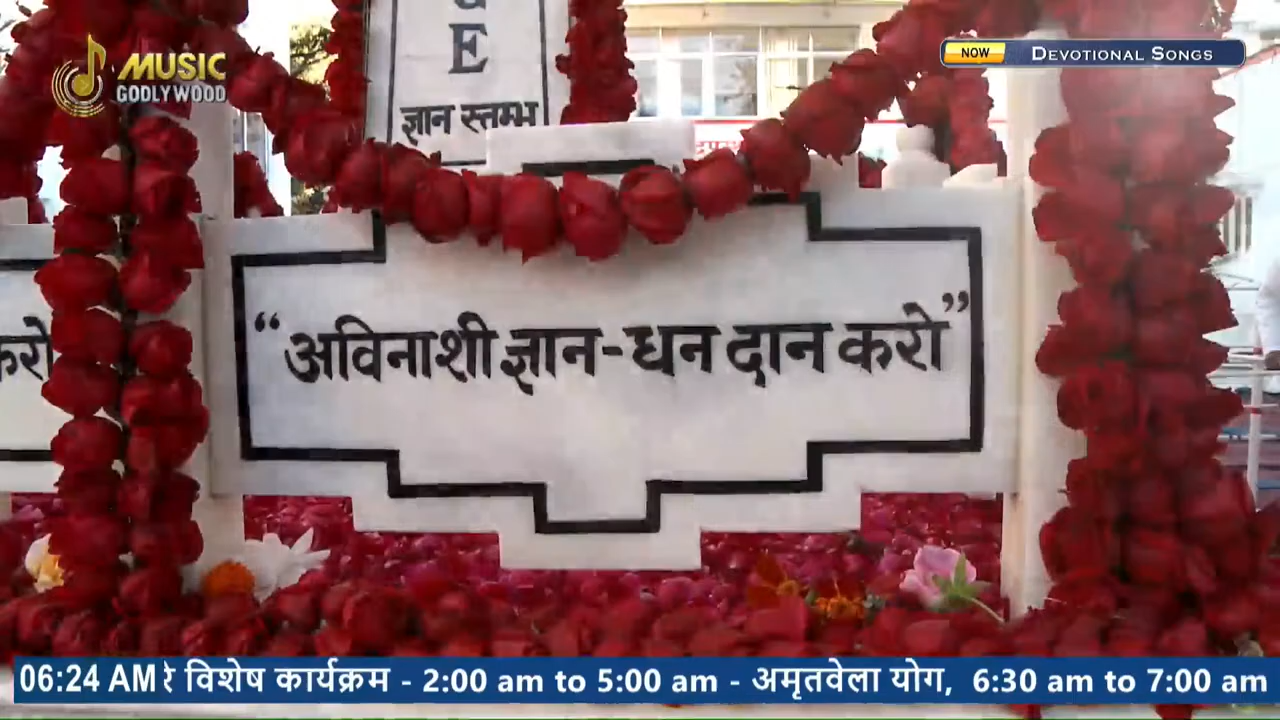 MUSIC
GODLYWOOD
NOW
DEVOTIONAL SONGS
E
ज्ञान स्तम्भ
“अविनाशी ज्ञान-धन दान करो”
करो
06:24 AM रे विशेष कार्यक्रम - 2:00 am to 5:00 am - अमृतवेला योग, 6:30 am to 7:00 am